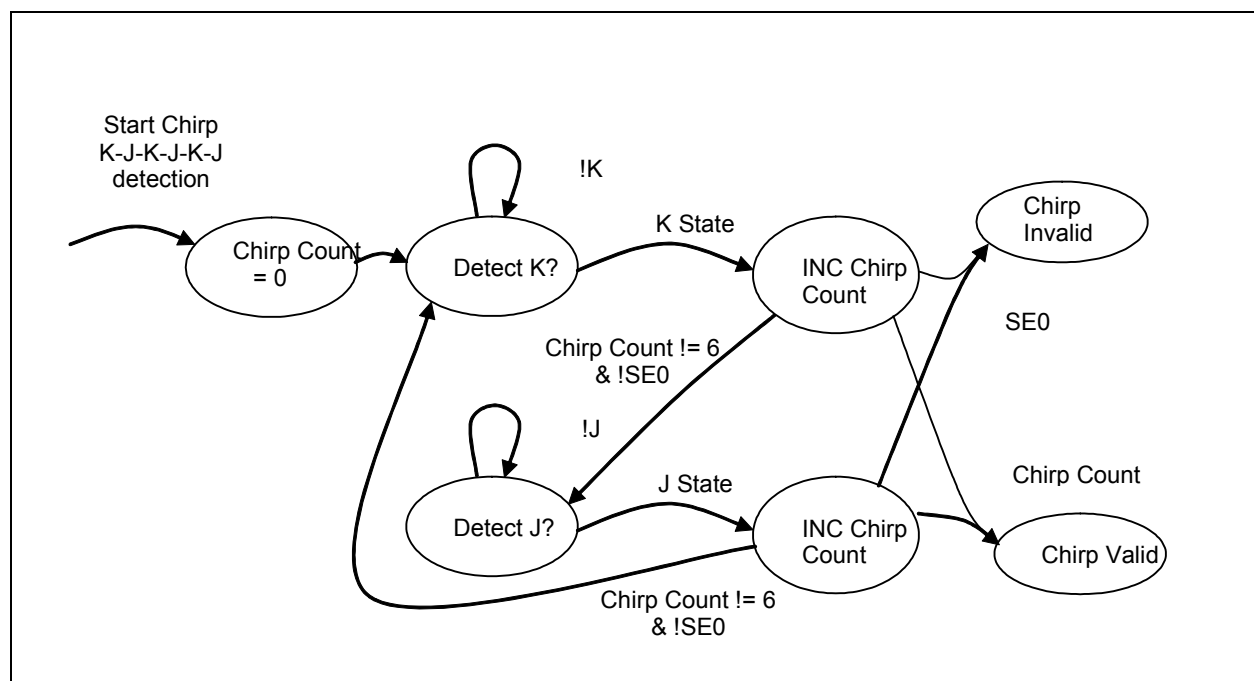 Start Chirp
K-J-K-J-K-J
detection
!K
K State
Chirp
Invalid
Chirp Count
= 0
Detect K?
INC Chirp
Count
SE0
Chirp Count != 6
& !SE0
!J
J State
Chirp Count
Detect J?
INC Chirp
Count
Chirp Valid
Chirp Count != 6
& !SE0